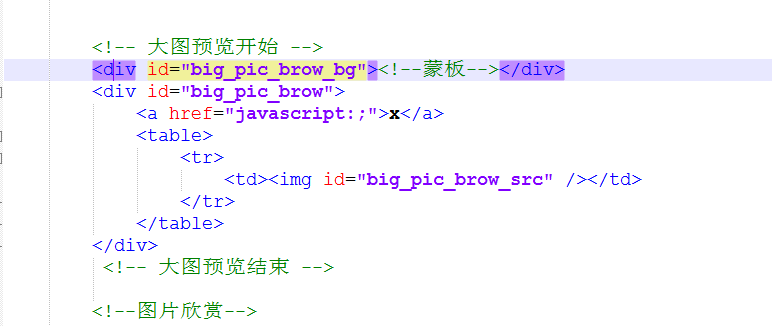 <!-- 大图预览开始 -->
<div id="big_pic_brow_bg"><!--蒙板--></div>
<div id="big_pic_brow">
<a href="javascript:;">x</a>
<table>
<tr>
<td><img id="big_pic_brow_src" /></td>
</tr>
</table>
</div>
<!-- 大图预览结束 -->
<!--图片欣赏-->